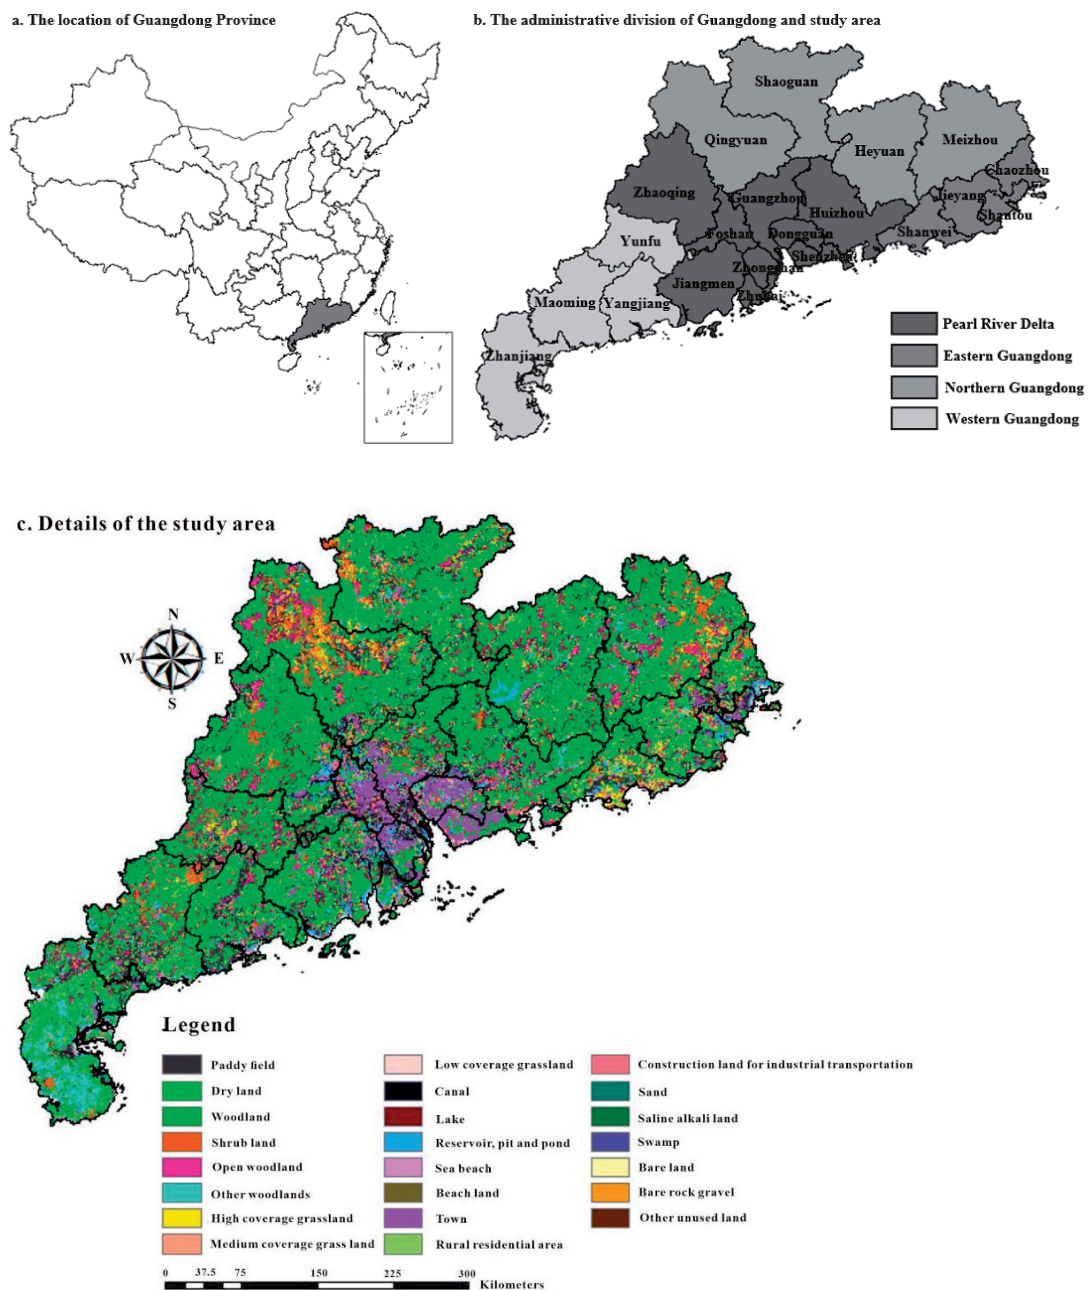 a. The location of Guangdong Province
b. The administrative division of Guangdong and study area
Shaoguan
Qingyuan
Heyuan
Meizhou
Chaozhou
Zhaoqing
Guangzhou
Jieyang
Huizhou
Shantou
Yunfu
Foshan
Dongguan
Shanwei
Shenzhen
Zhongshan
Jiangmen
Zhuhai
Maoming
Yangjiang
Zhanjiang
Pearl River Delta
Eastern Guangdong
Northern Guangdong
Western Guangdong
c. Details of the study area
N
W
E
S
Legend
Paddy field
Dry land
Woodland
Shrub land
Open woodland
Other woodlands
High coverage grassland
Medium coverage grass land
Low coverage grassland
Canal
Lake
Reservoir, pit and pond
Sea beach
Beach land
Town
Rural residential area
Construction land for industrial transportation
Sand
Saline alkali land
Swamp
Bare land
Bare rock gravel
Other unused land
0 37.5 75 150 225 300
Kilometers